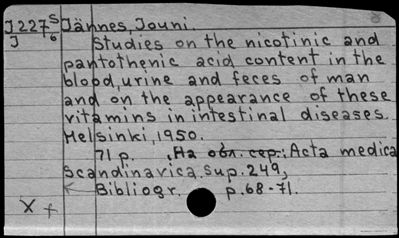 J227 S/6 Jännes, Jouni.
J Studies on the nicotinic and
pantothenic acid content in the
blood, urine and feces of man
and on the appearance of these
vitamins in intestinal diseases.
Helsinki, 1950.
71 p. На обл. сер.: Acta medica
Scandinavica. Sup. 249,
Bibliogr. p. 68-71.
X +